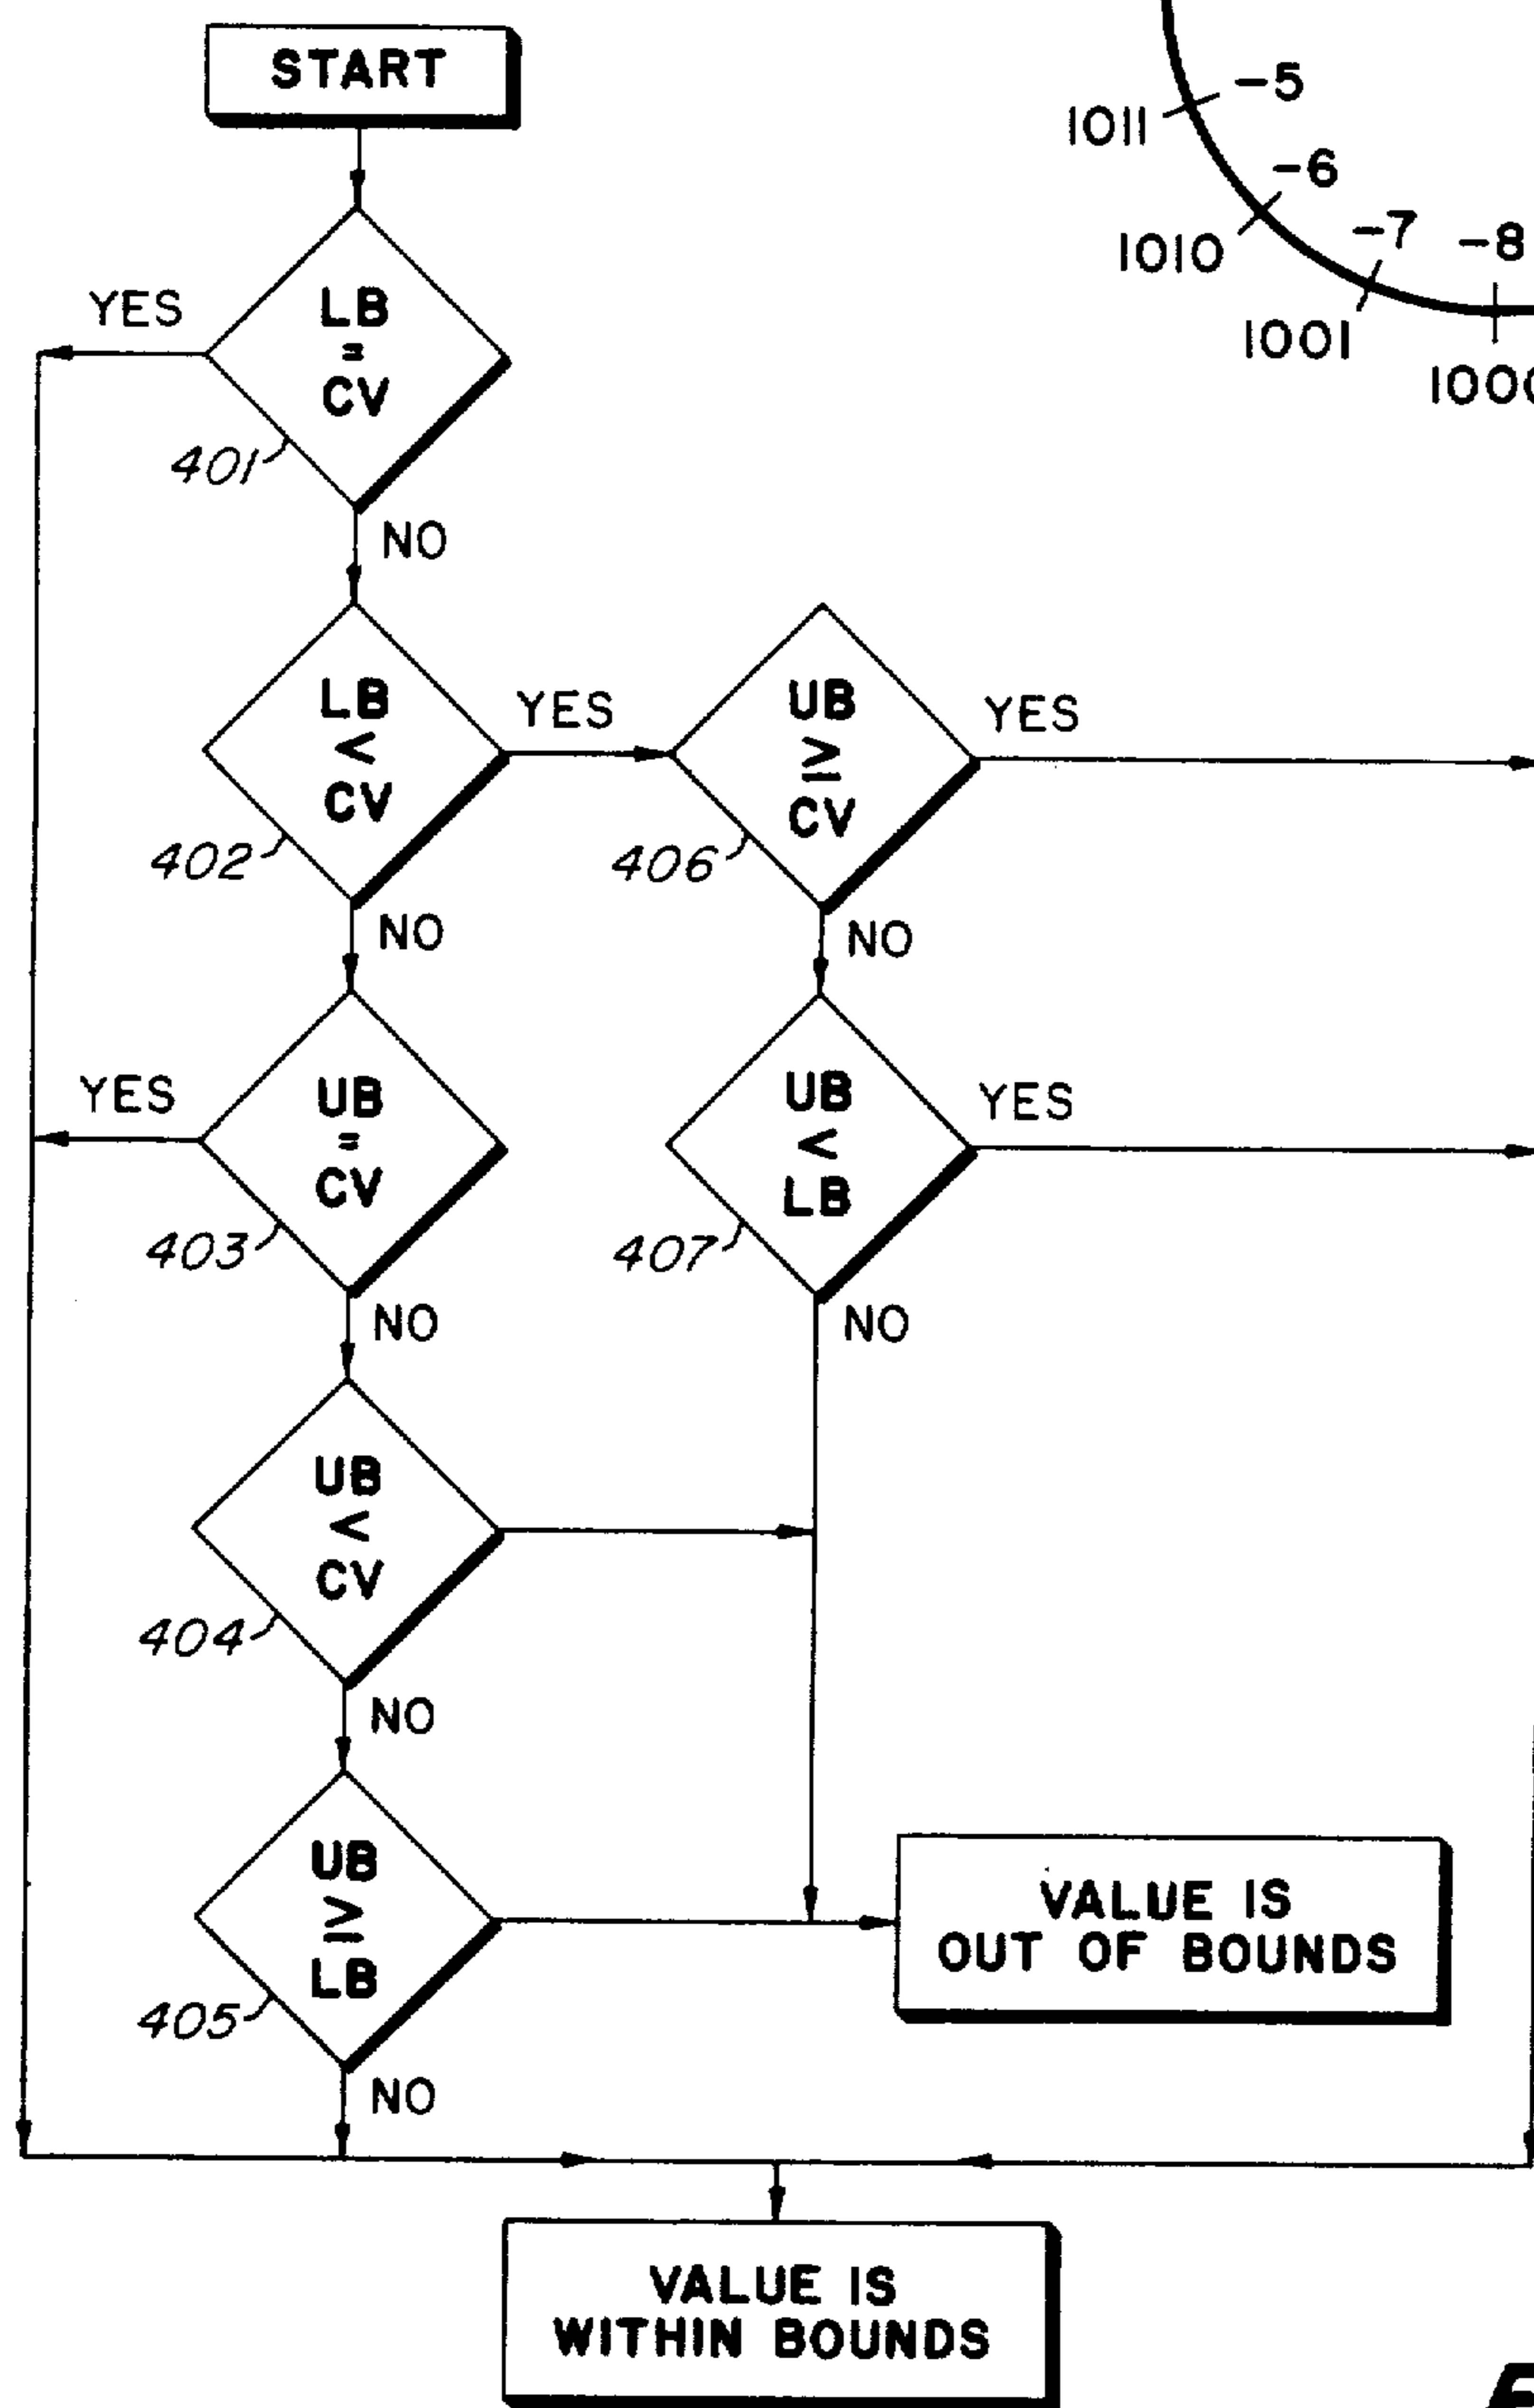 START
-5
1011
-6
1010
-7
-8
1001
YES
LB
=
CV
401
NO
LB
<
CV
YES
402
UB
≥
CV
YES
406
NO
NO
UB
=
CV
YES
403
UB
<
LB
YES
407
NO
NO
UB
<
CV
404
NO
UB
≥
LB
405
NO
VALUE IS
OUT OF BOUNDS
VALUE IS
WITHIN BOUNDS